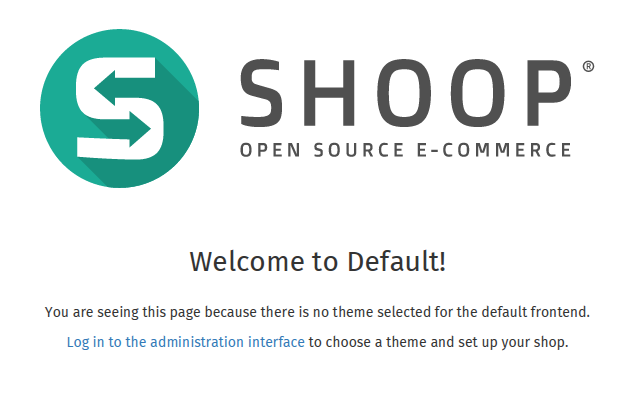 SHOOP®
OPEN SOURCE E-COMMERCE
Welcome to Default!
You are seeing this page because there is no theme selected for the default frontend.
Log in to the administration interface to choose a theme and set up your shop.